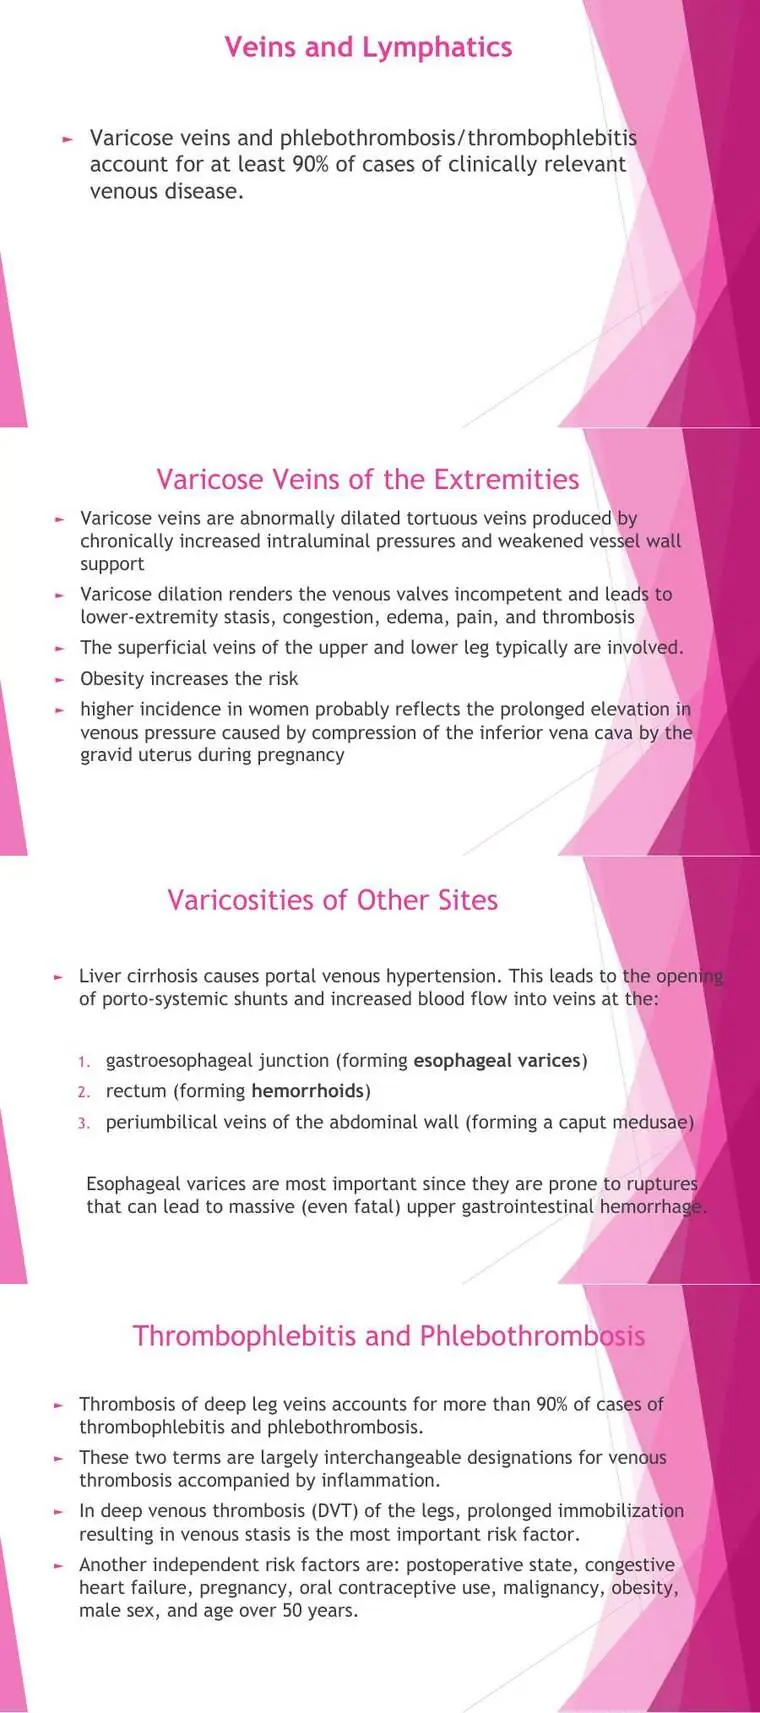 Veins and Lymphatics
► Varicose veins and phlebothrombosis/thrombophlebitis
account for at least 90% of cases of clinically relevant
venous disease.
Varicose Veins of the Extremities
► Varicose veins are abnormally dilated tortuous veins produced by
chronically increased intraluminal pressures and weakened vessel wall
support
► Varicose dilation renders the venous valves incompetent and leads to
lower-extremity stasis, congestion, edema, pain, and thrombosis
► The superficial veins of the upper and lower leg typically are involved.
► Obesity increases the risk
► higher incidence in women probably reflects the prolonged elevation in
venous pressure caused by compression of the inferior vena cava by the
gravid uterus during pregnancy
Varicosities of Other Sites
► Liver cirrhosis causes portal venous hypertension. This leads to the opening
of porto-systemic shunts and increased blood flow into veins at the:
1. gastroesophageal junction (forming esophageal varices)
2. rectum (forming hemorrhoids)
3. periumbilical veins of the abdominal wall (forming a caput medusae)
Esophageal varices are most important since they are prone to ruptures
that can lead to massive (even fatal) upper gastrointestinal hemorrhage.
Thrombophlebitis and Phlebothrombosis
► Thrombosis of deep leg veins accounts for more than 90% of cases of
thrombophlebitis and phlebothrombosis.
► These two terms are largely interchangeable designations for venous
thrombosis accompanied by inflammation.
► In deep venous thrombosis (DVT) of the legs, prolonged immobilization
resulting in venous stasis is the most important risk factor.
► Another independent risk factors are: postoperative state, congestive
heart failure, pregnancy, oral contraceptive use, malignancy, obesity,
male sex, and age over 50 years.